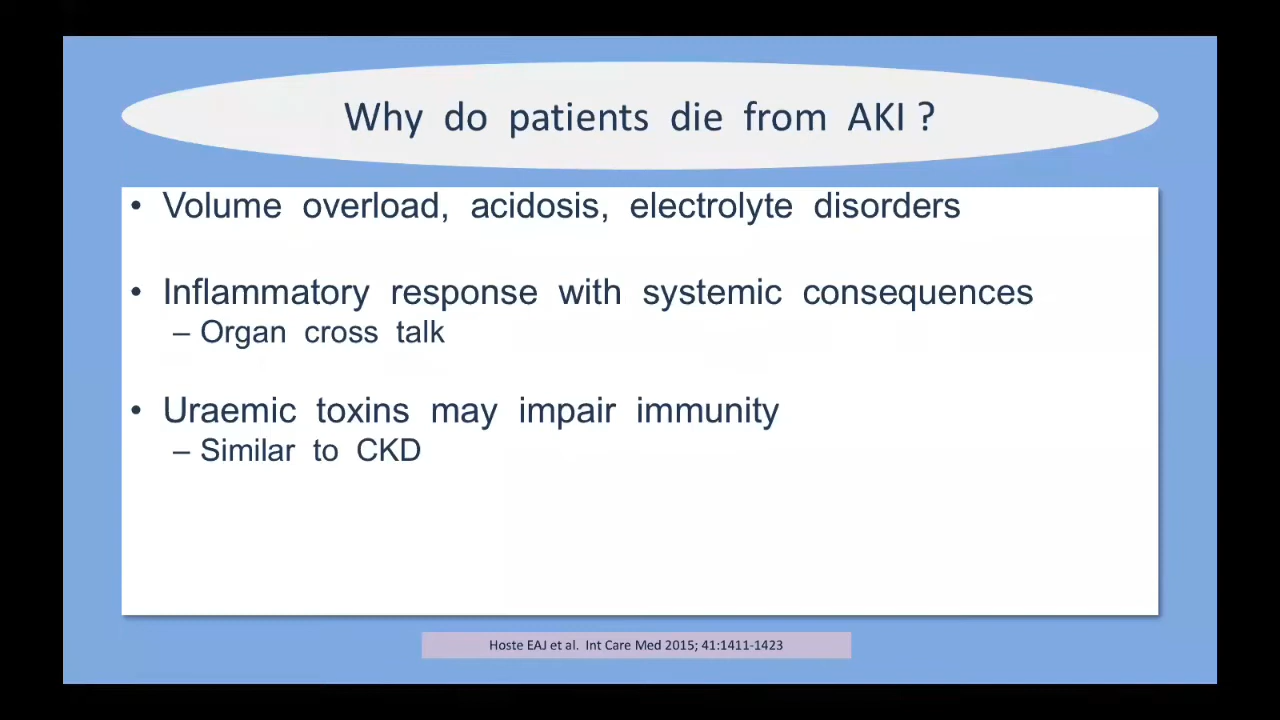 Why do patients die from AKI ?
• Volume overload, acidosis, electrolyte disorders
• Inflammatory response with systemic consequences
– Organ cross talk
• Uraemic toxins may impair immunity
– Similar to CKD
Hoste EAJ et al. Int Care Med 2015; 41:1411-1423